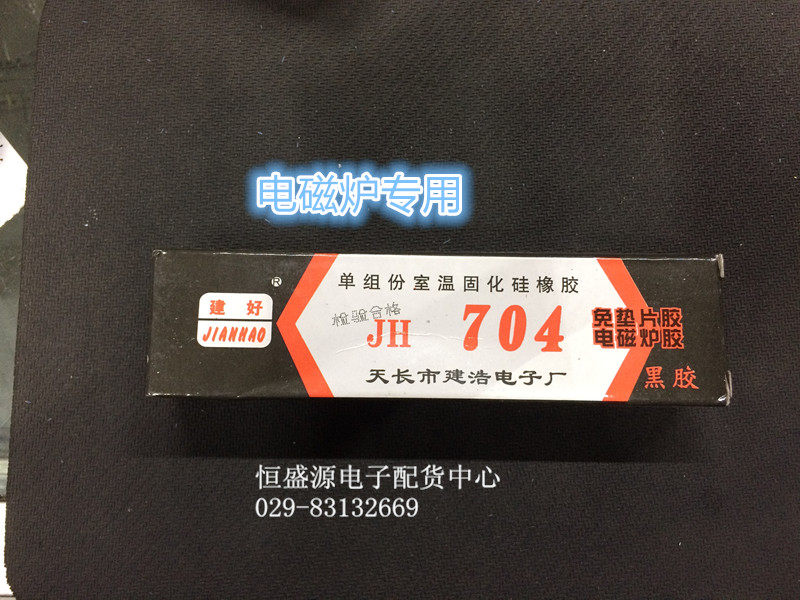 电磁炉专用
单组份室温固化硅橡胶
建好®
JIANHAO
检验合格
JH 704
免垫片胶
电磁炉胶
天长市建浩电子厂
黑胶
恒盛源电子配货中心
029-83132669